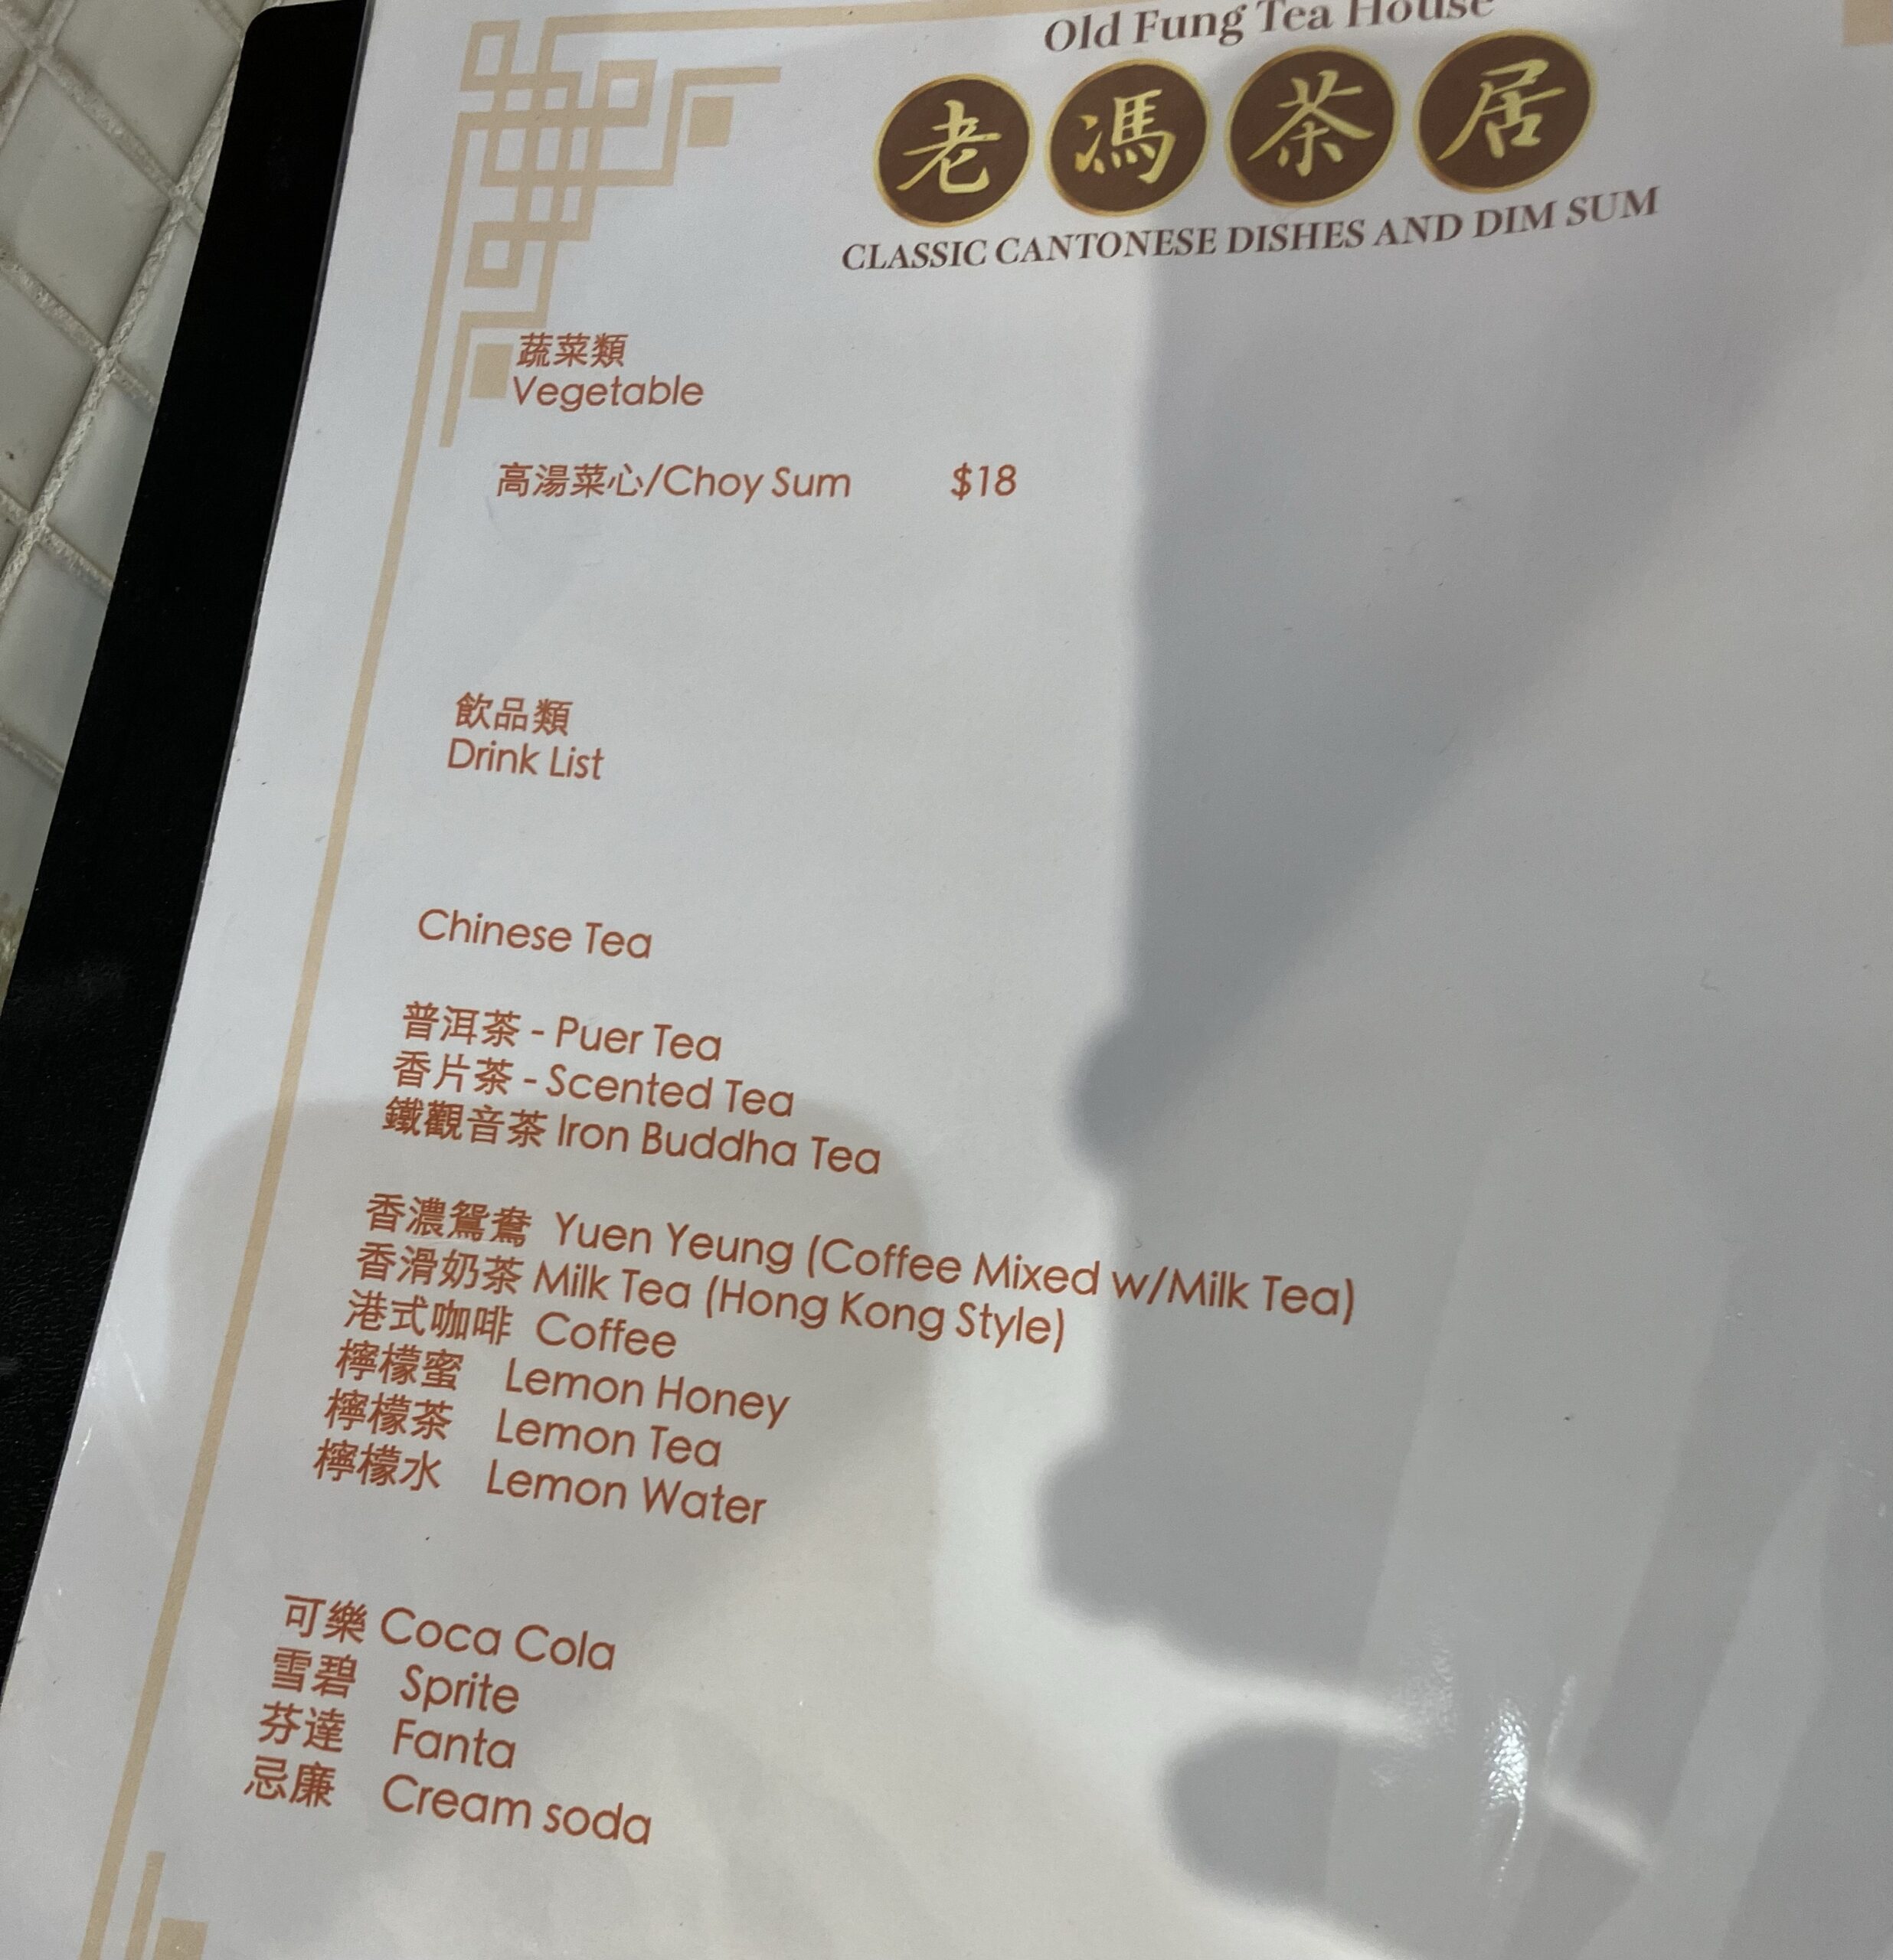 Old Fung Tea House
老馮茶居
CLASSIC CANTONESE DISHES AND DIM SUM
蔬菜類
Vegetable
高湯菜心/Choy Sum $18
飲品類
Drink List
Chinese Tea
普洱茶 - Puer Tea
香片茶 - Scented Tea
鐵觀音茶 Iron Buddha Tea
香濃鴛鴦 Yuen Yeung (Coffee Mixed w/Milk Tea)
香滑奶茶 Milk Tea (Hong Kong Style)
港式咖啡 Coffee
檸檬蜜 Lemon Honey
檸檬茶 Lemon Tea
檸檬水 Lemon Water
可樂 Coca Cola
雪碧 Sprite
芬達 Fanta
忌廉 Cream soda